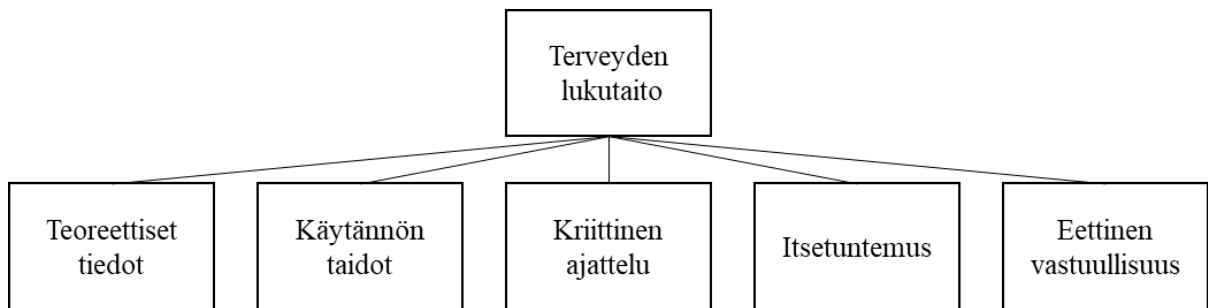 Terveyden
lukutaito
Teoreettiset
tiedot
Käytännön
taidot
Kriittinen
ajattelu
Itsetuntemus
Eettinen
vastuullisuus